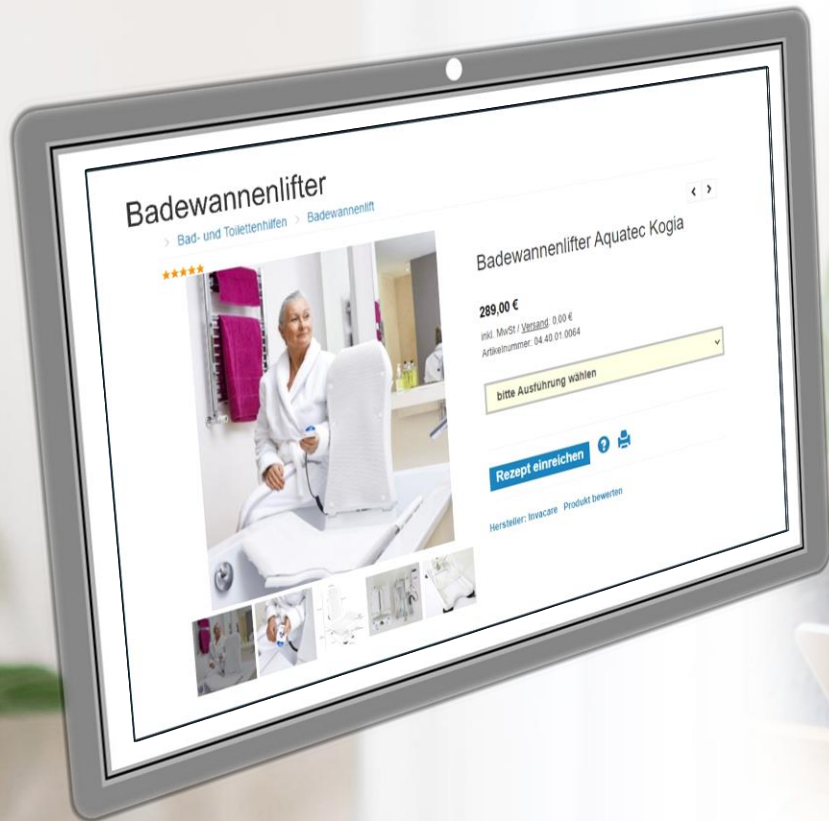 Badewannenlifter
> Bad- und Toilettenhilfen > Badewannenlift
Badewannenlifter Aquatec Kogia
289,00 €
inkl. MwSt / Versand: 0,00 €
Artikelnummer: 04.40.01.0064
bitte Ausführung wählen
Rezept einreichen
Hersteller: Invacare Produkt bewerten